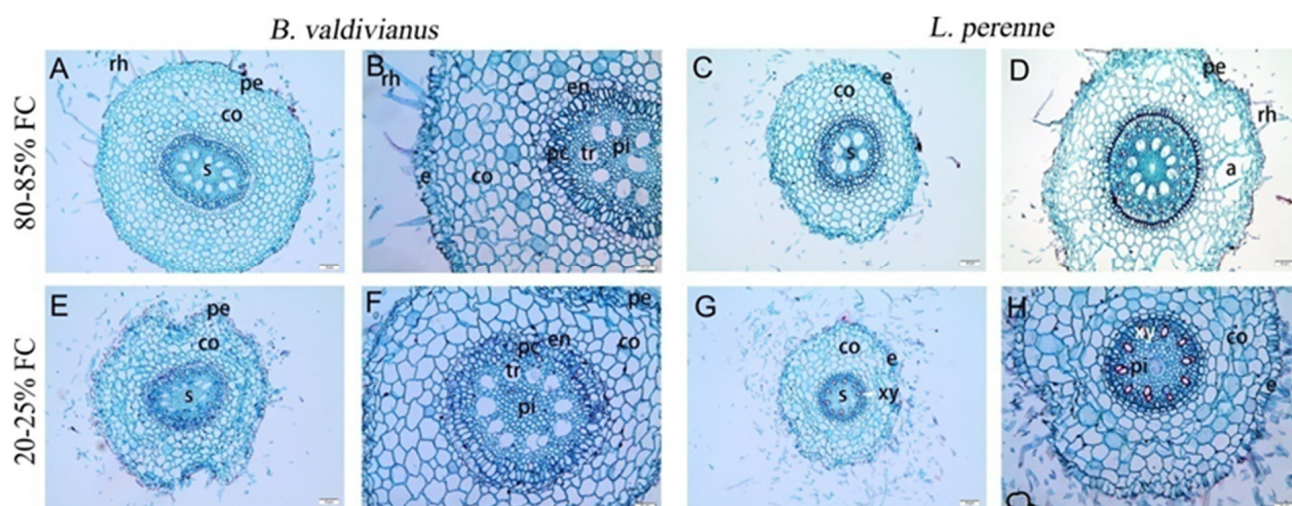 B. valdivianus
L. perenne
80-85% FC
A
rh
pe
co
s
B
rh
en
pc
tr
pi
e
co
C
e
co
s
D
pe
rh
a
20-25% FC
E
pe
co
s
F
pe
en
co
pc
tr
pi
G
co
e
s
xy
H
xy
co
pi
e